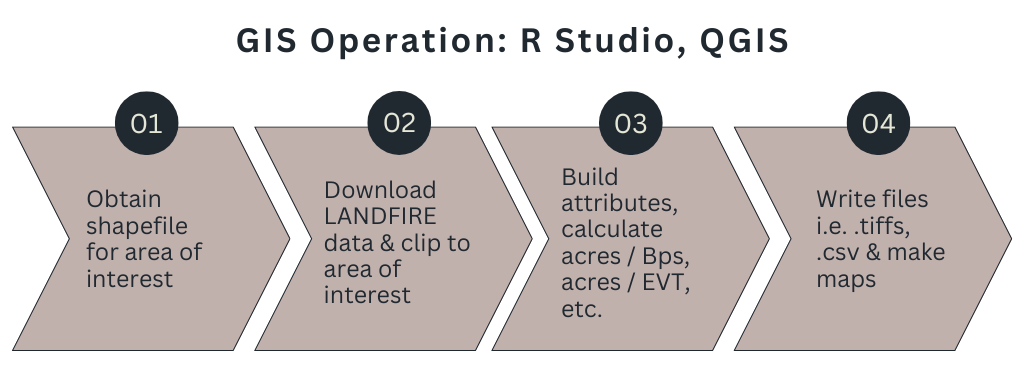 GIS Operation: R Studio, QGIS
01
Obtain
shapefile
for area of
interest
02
Download
LANDFIRE
data & clip to
area of
interest
03
Build
attributes,
calculate
acres / Bps,
acres / EVT,
etc.
04
Write files
i.e. .tiffs,
.csv & make
maps